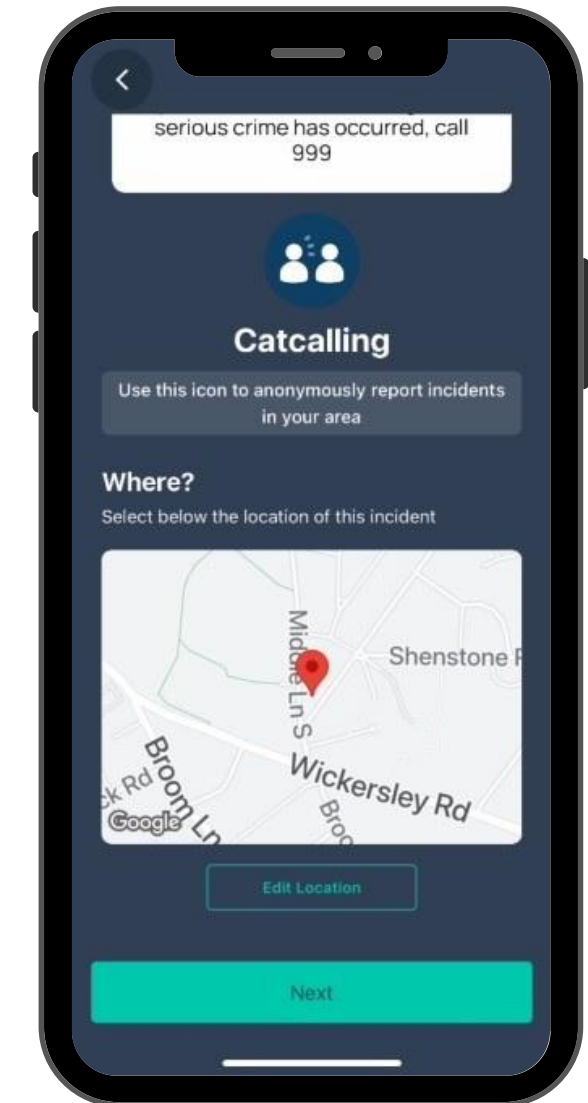 serious crime has occurred, call
999
Catcalling
Use this icon to anonymously report incidents
in your area
Where?
Select below the location of this incident
Middle Ln S
Shenstone
Wickersley Rd
Broom Ln
Rd
Google
Edit Location
Next